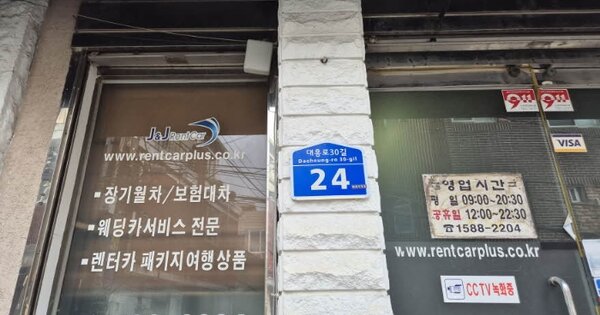 J&J RentCar
www.rentcarplus.co.kr
▪ 장기월차/보험대차
▪ 웨딩카서비스 전문
▪ 렌터카 패키지여행상품
대흥로30길
Daeheung-ro 30-gil
24
911
911
VISA
영업시간
평 일 09:00-20:30
공휴일 12:00-22:30
☎1588-2204
www.rentcarplus.co.kr
CCTV 녹화중